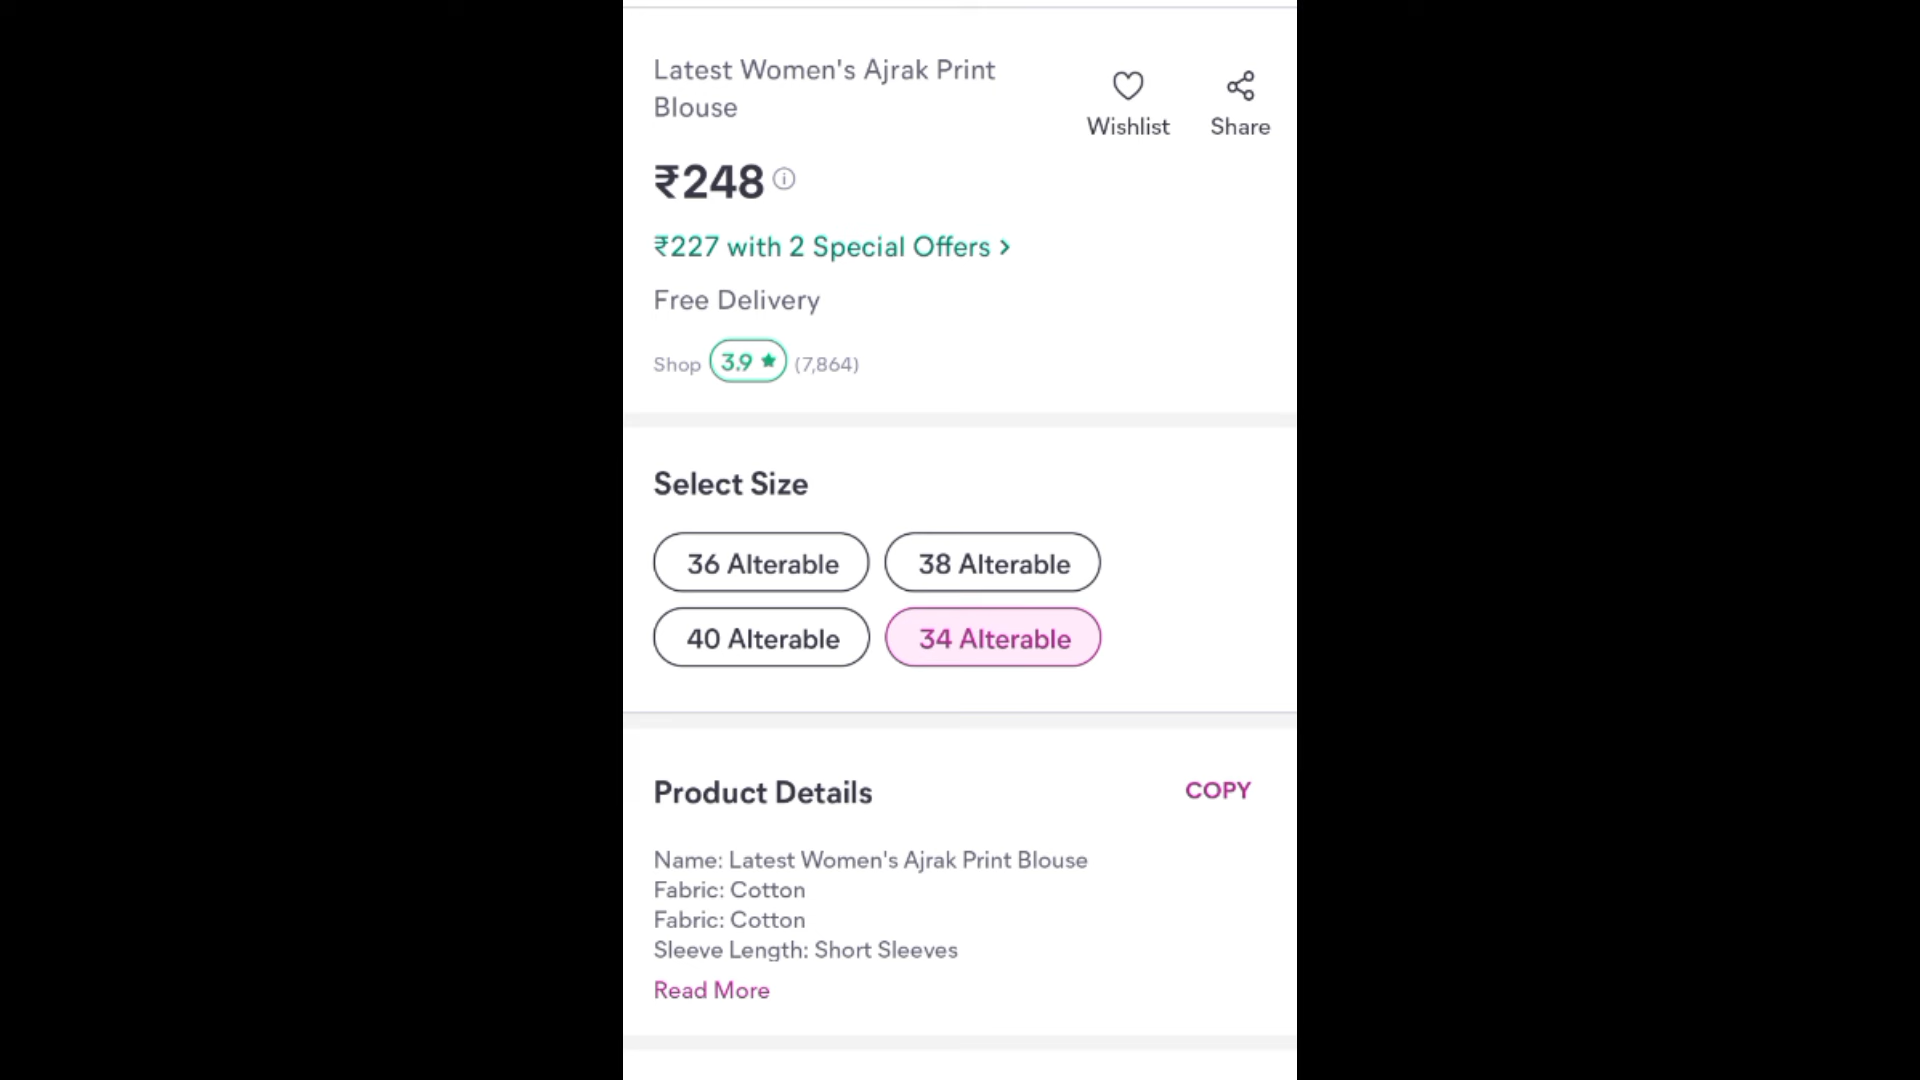 Latest Women's Ajrak Print
Blouse
Wishlist
Share
₹248
₹227 with 2 Special Offers >
Free Delivery
Shop 3.9 ★ (7,864)
Select Size
36 Alterable
38 Alterable
40 Alterable
34 Alterable
Product Details
COPY
Name: Latest Women's Ajrak Print Blouse
Fabric: Cotton
Fabric: Cotton
Sleeve Length: Short Sleeves
Read More